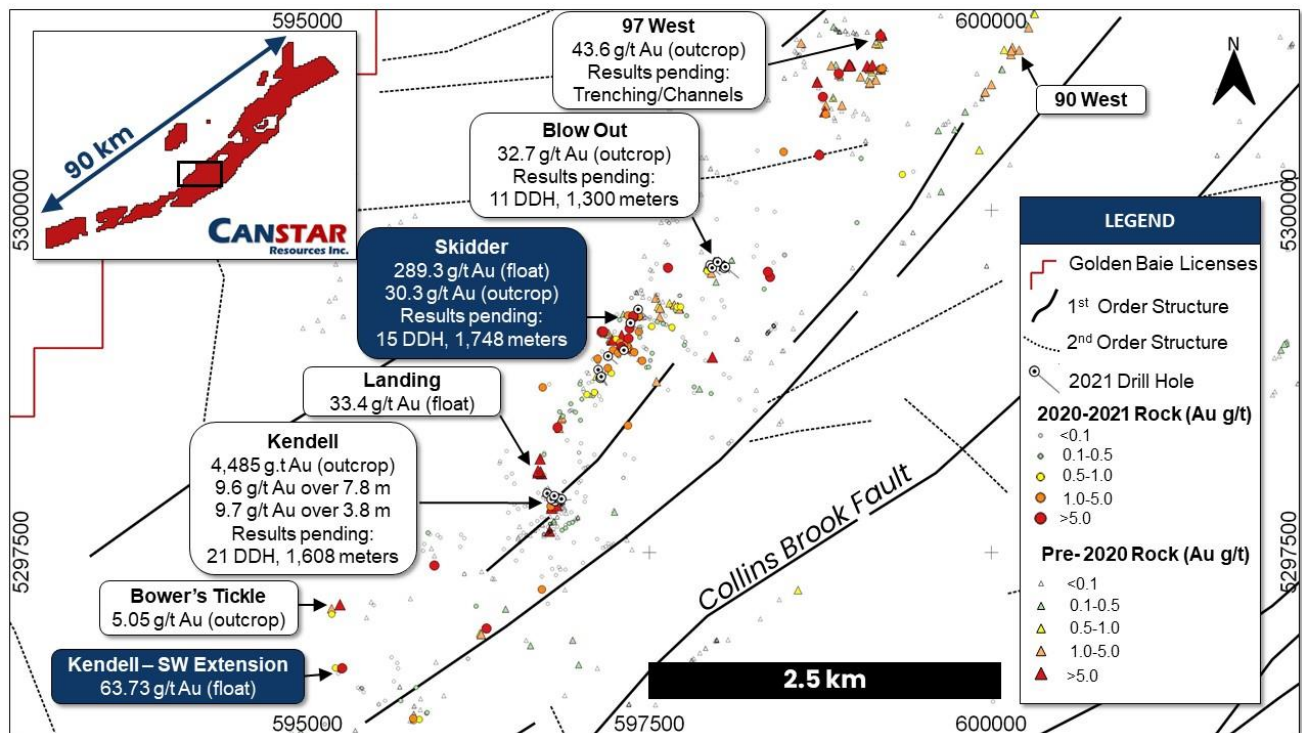 595000
600000
90 km
CANSTAR
Resources Inc.
97 West
43.6 g/t Au (outcrop)
Results pending:
Trenching/Channels
N
90 West
Blow Out
32.7 g/t Au (outcrop)
Results pending:
11 DDH, 1,300 meters
5300000
5300000
Skidder
289.3 g/t Au (float)
30.3 g/t Au (outcrop)
Results pending:
15 DDH, 1,748 meters
Landing
33.4 g/t Au (float)
Kendell
4,485 g.t Au (outcrop)
9.6 g/t Au over 7.8 m
9.7 g/t Au over 3.8 m
Results pending:
21 DDH, 1,608 meters
5297500
5297500
Bower's Tickle
5.05 g/t Au (outcrop)
Kendell – SW Extension
63.73 g/t Au (float)
Collins Brook Fault
2.5 km
LEGEND
Golden Baie Licenses
1st Order Structure
2nd Order Structure
2021 Drill Hole
2020-2021 Rock (Au g/t)
<0.1
0.1-0.5
0.5-1.0
1.0-5.0
>5.0
Pre-2020 Rock (Au g/t)
<0.1
0.1-0.5
0.5-1.0
1.0-5.0
>5.0
595000
597500
600000